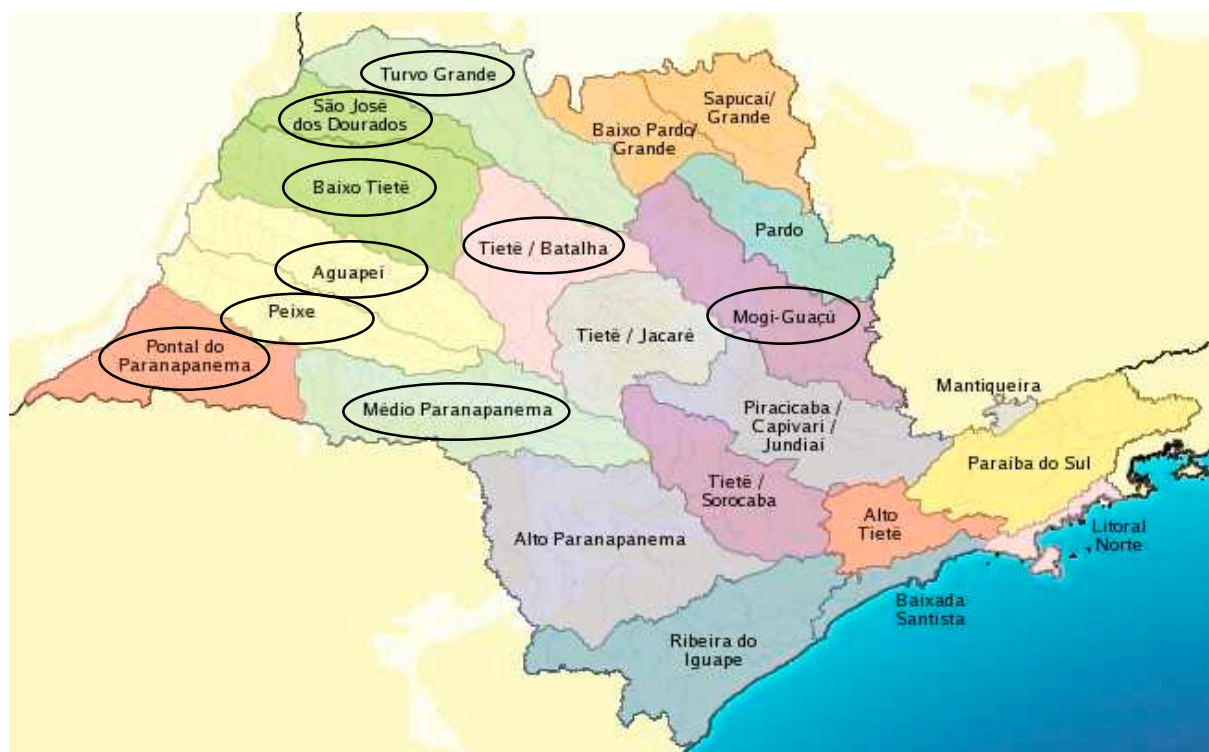 Turvo Grande
São José
dos Dourados
Baixo Tietê
Aguapeí
Peixe
Pontal do
Paranapanema
Médio Paranapanema
Tietê / Batalha
Baixo Pardo/
Grande
Sapucaí/
Grande
Pardo
Mogi-Guaçú
Tietê / Jacaré
Piracicaba /
Capivari /
Jundiaí
Mantiqueira
Paraíba do Sul
Tietê /
Sorocaba
Alto
Tietê
Litoral
Norte
Alto Paranapanema
Baixada
Santista
Ribeira do
Iguape